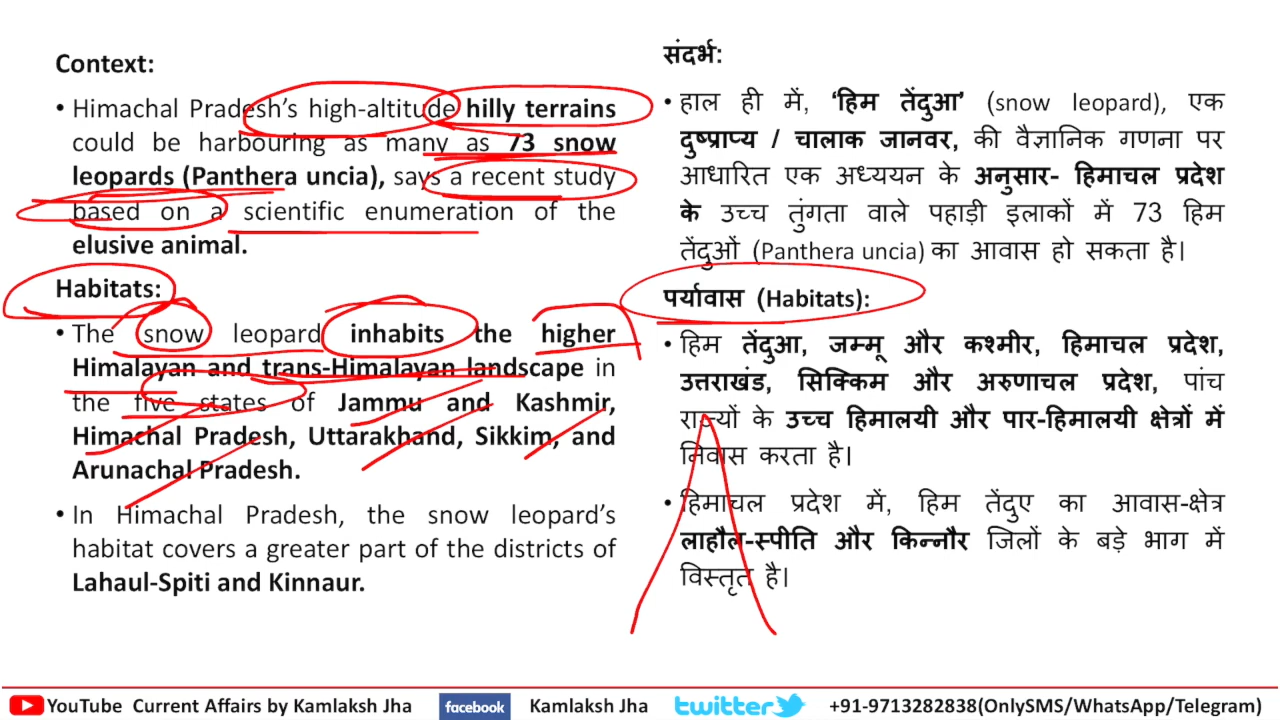 Context:
• Himachal Pradesh's high-altitude hilly terrains
could be harbouring as many as 73 snow
leopards (Panthera uncia), says a recent study
based on a scientific enumeration of the
elusive animal.
Habitats:
• The snow leopard inhabits the higher
Himalayan and trans-Himalayan landscape in
the five states of Jammu and Kashmir,
Himachal Pradesh, Uttarakhand, Sikkim, and
Arunachal Pradesh.
• In Himachal Pradesh, the snow leopard's
habitat covers a greater part of the districts of
Lahaul-Spiti and Kinnaur.
संदर्भ:
• हाल ही में, ‘हिम तेंदुआ’ (snow leopard), एक
दुष्प्राप्य / चालाक जानवर, की वैज्ञानिक गणना पर
आधारित एक अध्ययन के अनुसार- हिमाचल प्रदेश
के उच्च तुंगता वाले पहाड़ी इलाकों में 73 हिम
तेंदुओं (Panthera uncia) का आवास हो सकता है।
पर्यावास (Habitats):
• हिम तेंदुआ, जम्मू और कश्मीर, हिमाचल प्रदेश,
उत्तराखंड, सिक्किम और अरुणाचल प्रदेश, पांच
राज्यों के उच्च हिमालयी और पार-हिमालयी क्षेत्रों में
निवास करता है।
• हिमाचल प्रदेश में, हिम तेंदुए का आवास-क्षेत्र
लाहौल-स्पीति और किन्नौर जिलों के बड़े भाग में
विस्तृत है।
YouTube Current Affairs by Kamlaksh Jha facebook Kamlaksh Jha twitter +91-9713282838(OnlySMS/WhatsApp/Telegram)